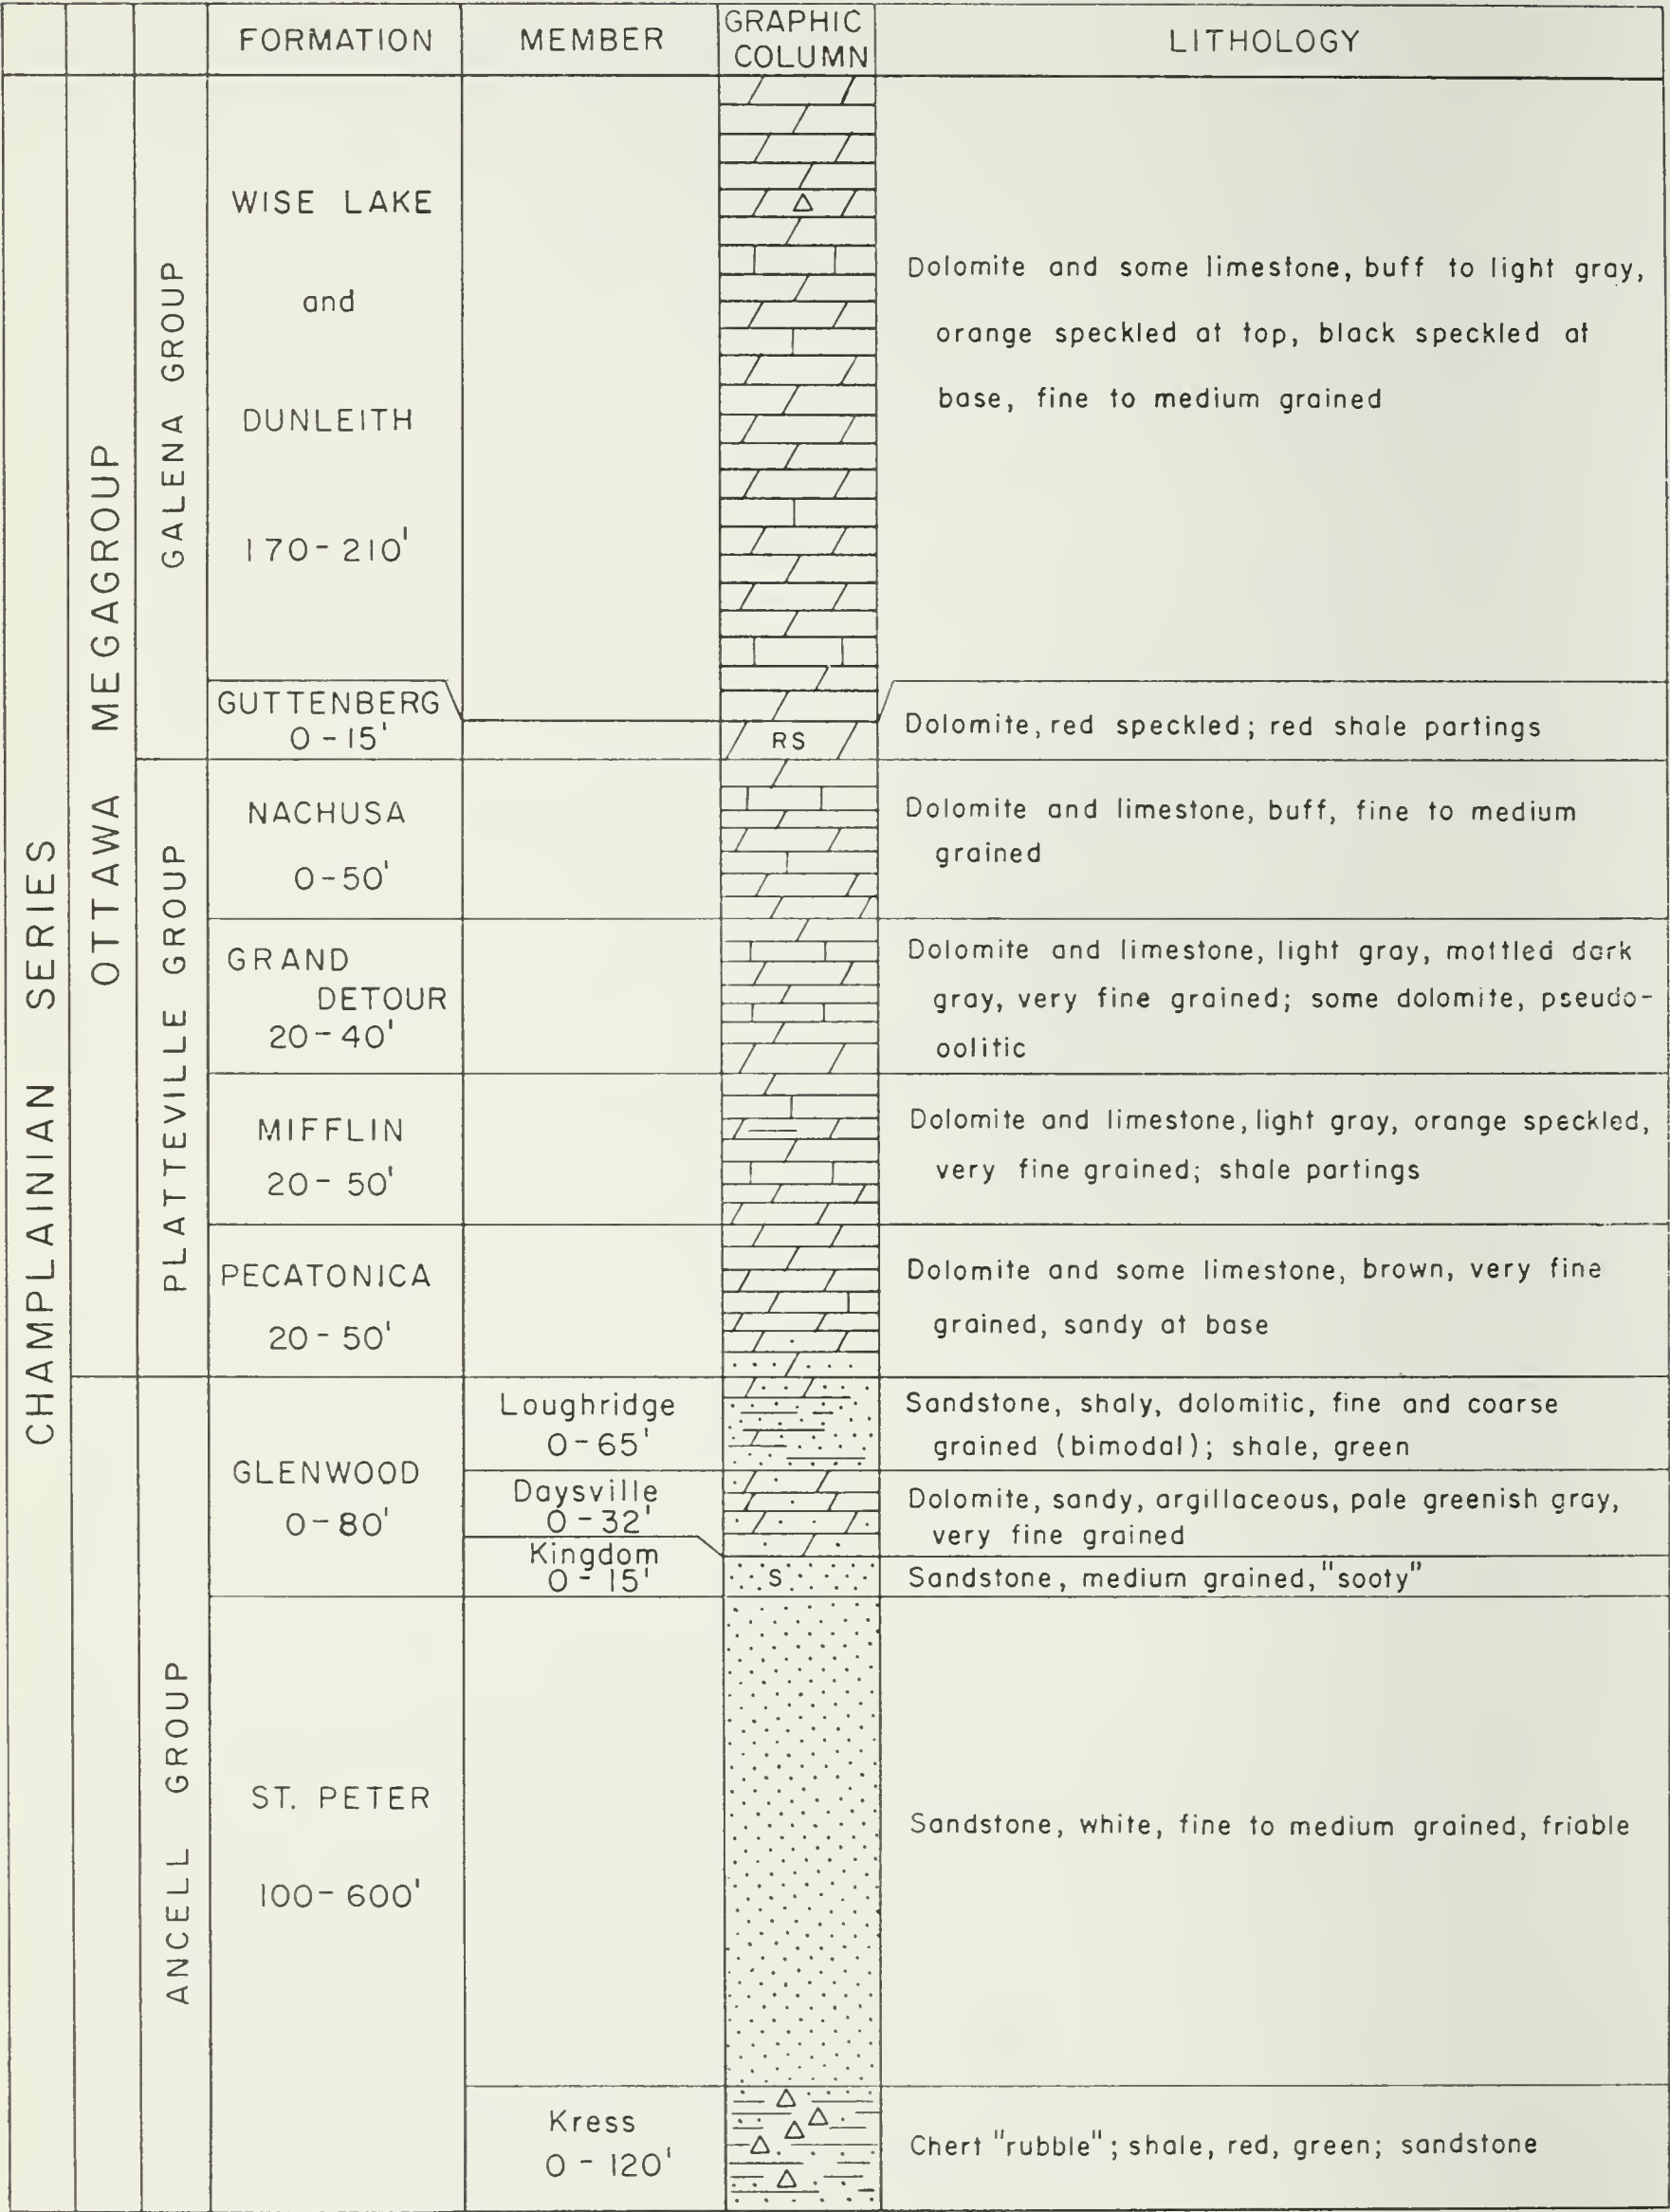 FORMATION
MEMBER
GRAPHIC
COLUMN
LITHOLOGY
CHAMPLAINIAN SERIES
OTTAWA MEGAGROUP
GALENA GROUP
WISE LAKE
and
DUNLEITH
170-210'
Dolomite and some limestone, buff to light gray,
orange speckled at top, black speckled at
base, fine to medium grained
GUTTENBERG
0-15'
RS
Dolomite, red speckled; red shale partings
PLATTEVILLE GROUP
NACHUSA
0-50'
Dolomite and limestone, buff, fine to medium
grained
GRAND
DETOUR
20-40'
Dolomite and limestone, light gray, mottled dark
gray, very fine grained; some dolomite, pseudo-
oolitic
MIFFLIN
20-50'
Dolomite and limestone, light gray, orange speckled,
very fine grained; shale partings
PECATONICA
20-50'
Dolomite and some limestone, brown, very fine
grained, sandy at base
ANCELL GROUP
GLENWOOD
0-80'
Loughridge
0-65'
Sandstone, shaly, dolomitic, fine and coarse
grained (bimodal); shale, green
Daysville
0-32'
Dolomite, sandy, argillaceous, pale greenish gray,
very fine grained
Kingdom
0-15'
S
Sandstone, medium grained, "sooty"
ST. PETER
100-600'
Sandstone, white, fine to medium grained, friable
Kress
0-120'
Chert "rubble"; shale, red, green; sandstone